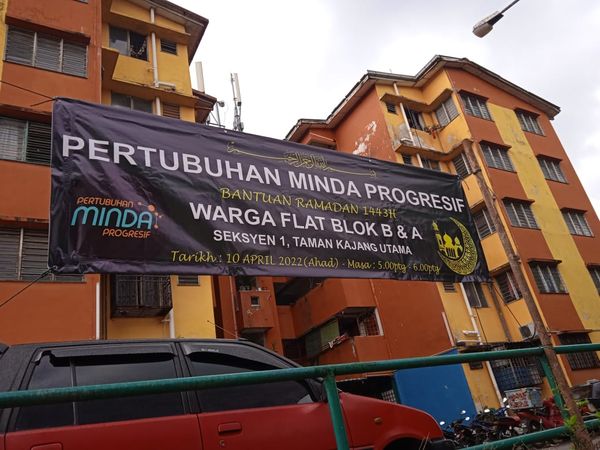 PERTUBUHAN MINDA PROGRESIF
BANTUAN RAMADAN 1443H
WARGA FLAT BLOK B & A
SEKSYEN 1, TAMAN KAJANG UTAMA
Tarikh : 10 APRIL 2022(Ahad) - Masa : 5.00ptg - 6.00ptg
PERTUBUHAN
MINDA
PROGRESIF